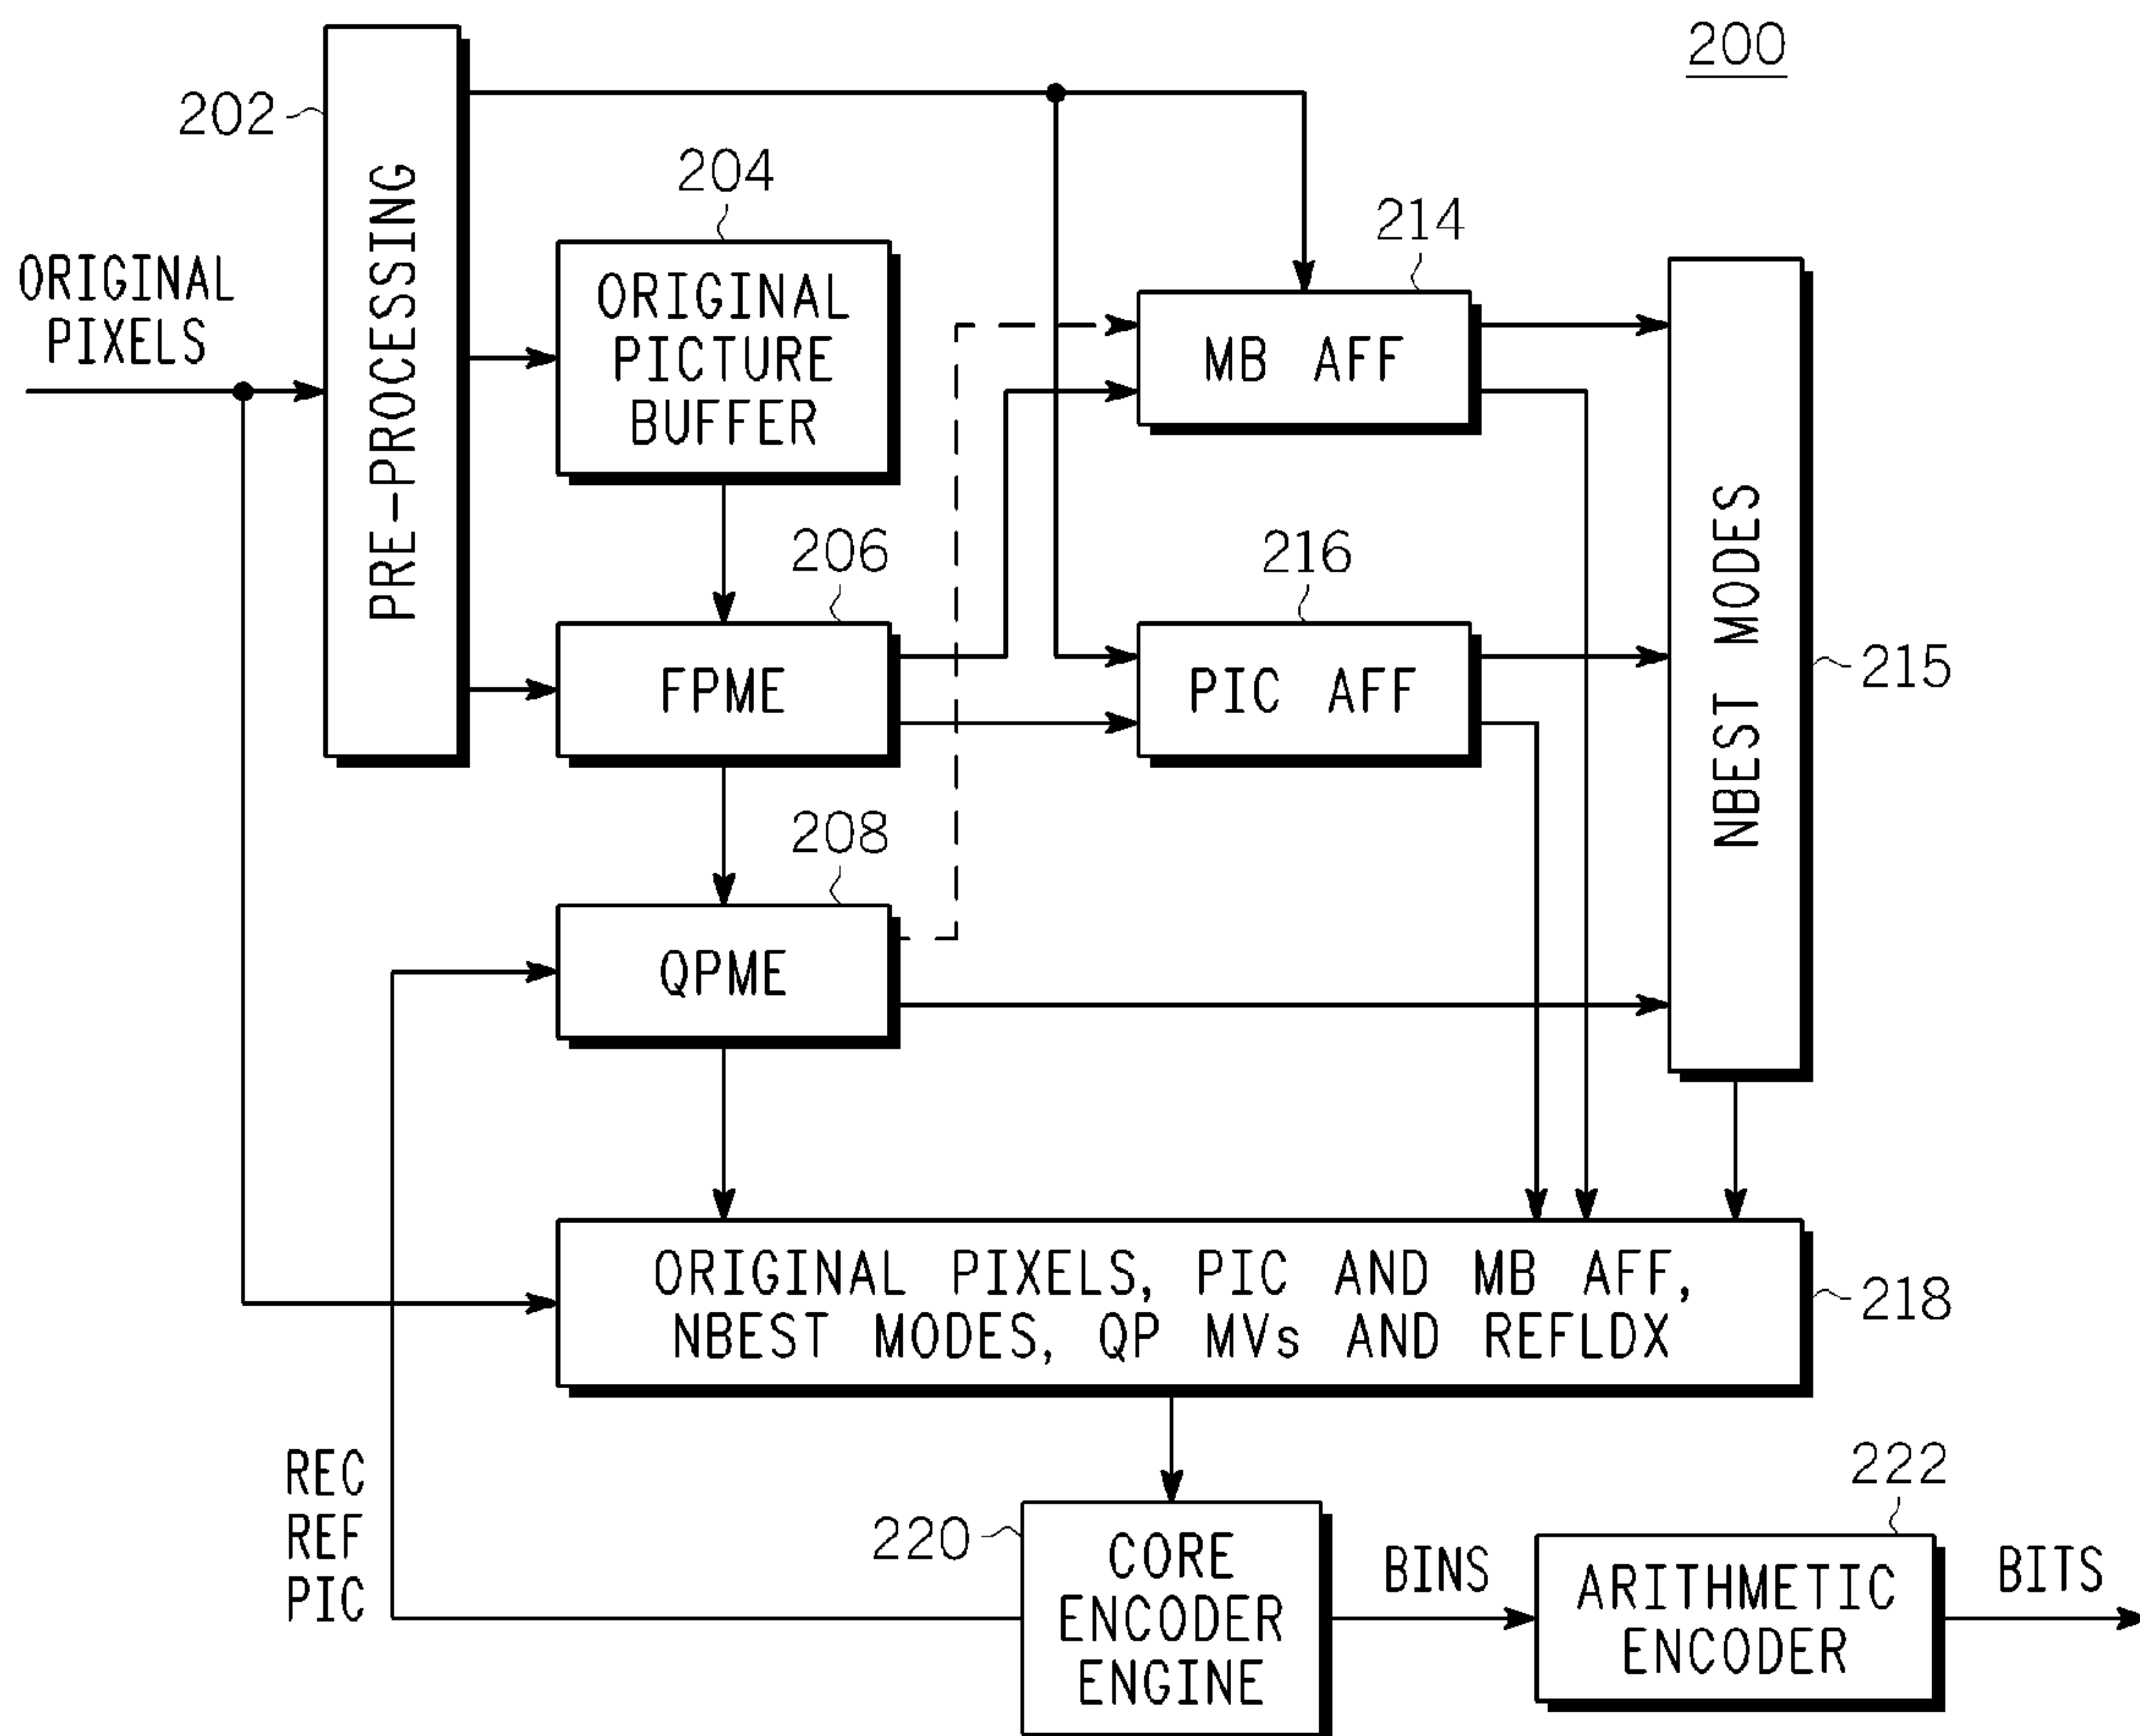 200
202
PRE-PROCESSING
204
ORIGINAL
PICTURE
BUFFER
214
MB AFF
ORIGINAL
PIXELS
206
FPME
216
PIC AFF
NBEST MODES
215
208
QPME
ORIGINAL PIXELS, PIC AND MB AFF,
NBEST MODES, QP MVs AND REFLDX
218
REC
REF
PIC
220
CORE
ENCODER
ENGINE
BINS
222
ARITHMETIC
ENCODER
BITS